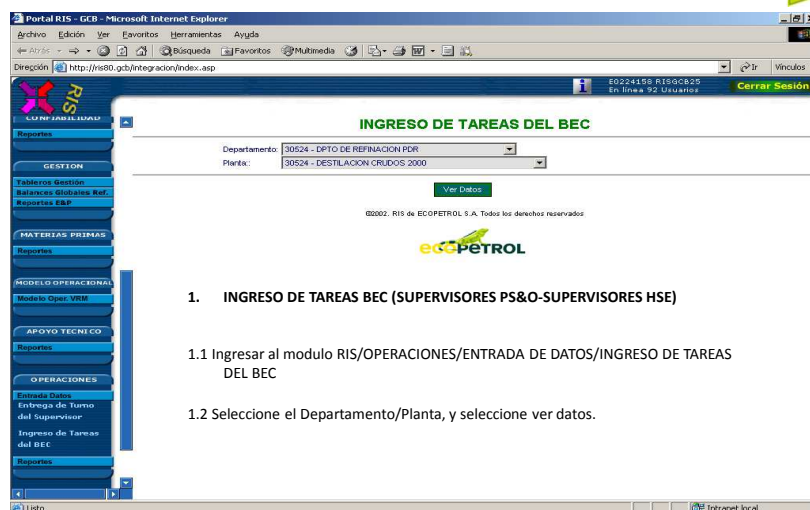 Portal RIS - GCB - Microsoft Internet Explorer
Archivo Edición Ver Favoritos Herramientas Ayuda
Atrás Búsqueda Favoritos Multimedia
Dirección http://ris80.gcb/integracion/index.asp Ir Vínculos
RIS
E0224158 RISGCB25
En línea 92 Usuarios
Cerrar Sesión
CONFIABILIDAD
Reportes
GESTION
Tableros Gestión
Balances Globales Ref.
Reportes E&P
MATERIAS PRIMAS
Reportes
MODELO OPERACIONAL
Modelo Oper. VRM
APOYO TECNICO
Reportes
OPERACIONES
Entrada Datos
Entrega de Turno
del Supervisor
Ingreso de Tareas
del BEC
Reportes
INGRESO DE TAREAS DEL BEC
Departamento: 30524 - DPTO DE REFINACION PDR
Planta:: 30524 - DESTILACION CRUDOS 2000
Ver Datos
©2002. RIS de ECOPETROL S.A. Todos los derechos reservados
ecopetrol
1. INGRESO DE TAREAS BEC (SUPERVISORES PS&O-SUPERVISORES HSE)
1.1 Ingresar al modulo RIS/OPERACIONES/ENTRADA DE DATOS/INGRESO DE TAREAS
DEL BEC
1.2 Seleccione el Departamento/Planta, y seleccione ver datos.
Listo
Intranet local